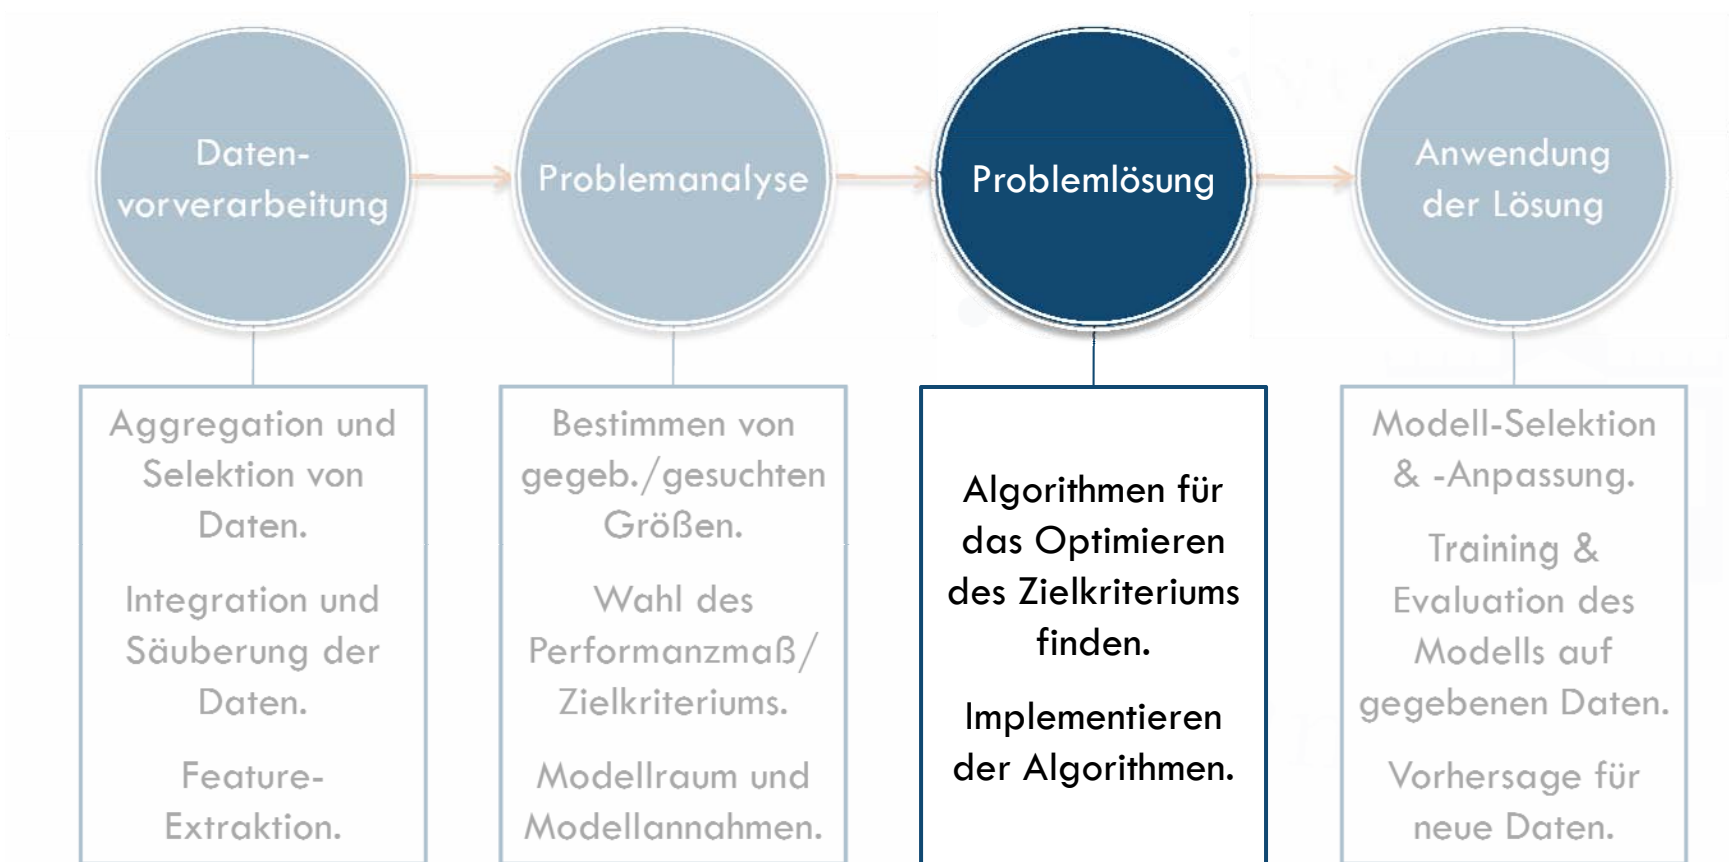 Daten-
vorverarbeitung
Problemanalyse
Problemlösung
Anwendung
der Lösung
Aggregation und
Selektion von
Daten.
Integration und
Säuberung der
Daten.
Feature-
Extraktion.
Bestimmen von
gegeb./gesuchten
Größen.
Wahl des
Performanzmaß/
Zielkriteriums.
Modellraum und
Modellannahmen.
Algorithmen für
das Optimieren
des Zielkriteriums
finden.
Implementieren
der Algorithmen.
Modell-Selektion
& -Anpassung.
Training &
Evaluation des
Modells auf
gegebenen Daten.
Vorhersage für
neue Daten.